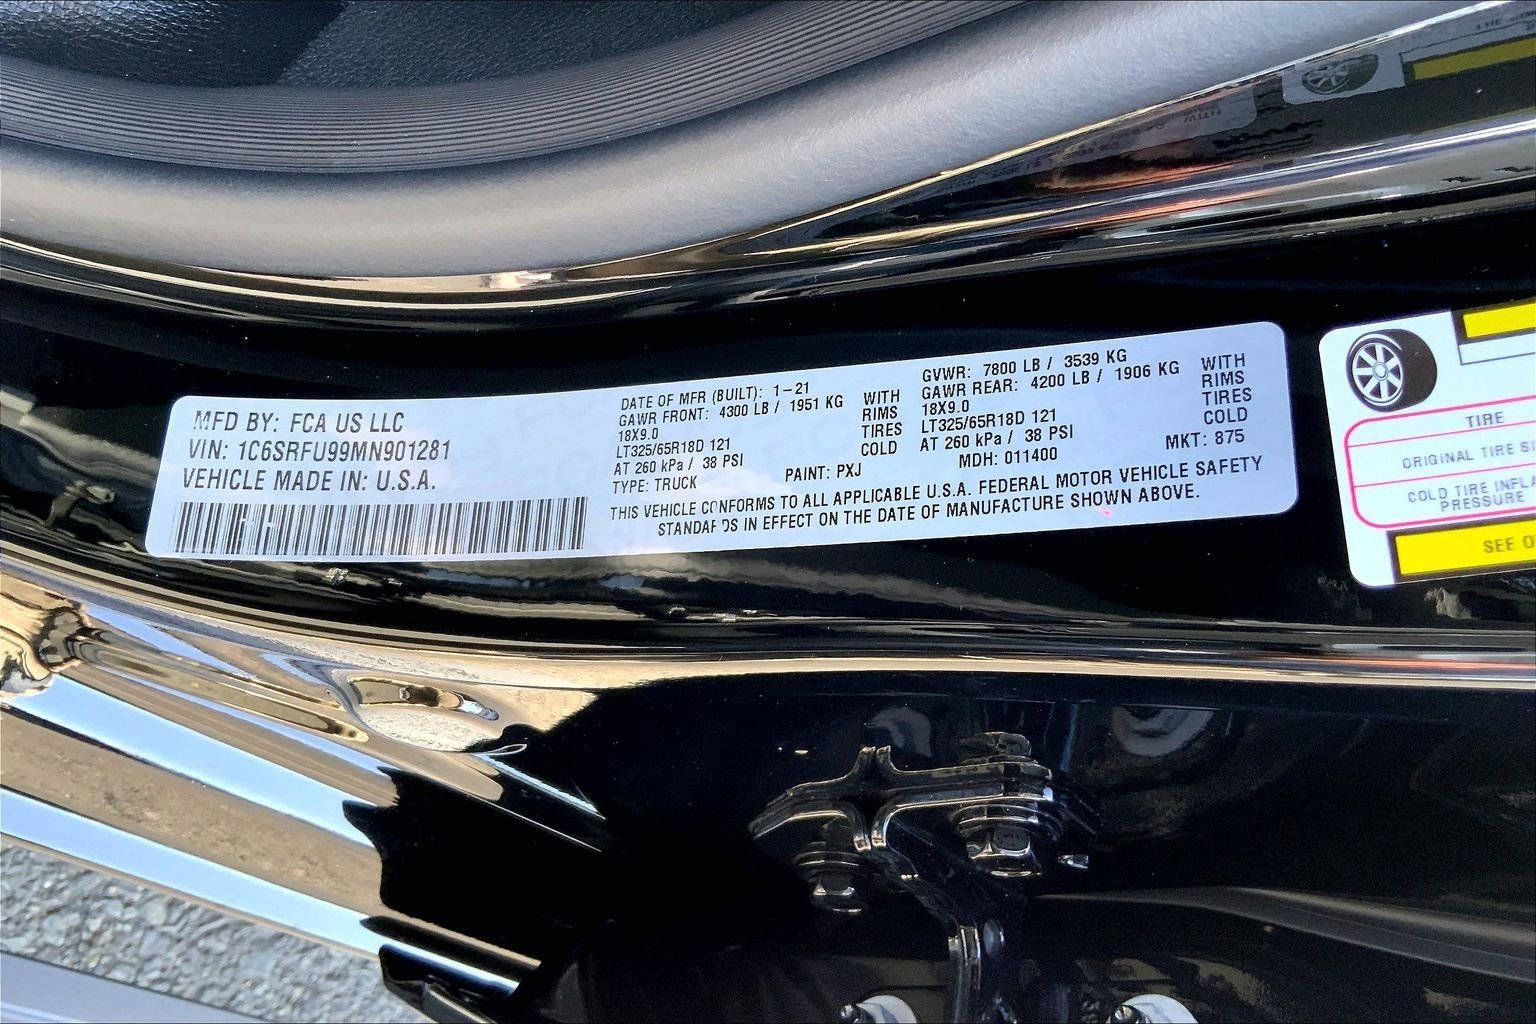 MFD BY: FCA US LLC
VIN: 1C6SRFU99MN901281
VEHICLE MADE IN: U.S.A.
DATE OF MFR (BUILT): 1-21
GAWR FRONT: 4300 LB / 1951 KG WITH
18X9.0 RIMS
LT325/65R18D 121 TIRES
AT 260 kPa / 38 PSI COLD
TYPE: TRUCK
PAINT: PXJ
GVWR: 7800 LB / 3539 KG
GAWR REAR: 4200 LB / 1906 KG WITH
18X9.0 RIMS
LT325/65R18D 121 TIRES
AT 260 kPa / 38 PSI COLD
MDH: 011400
MKT: 875
THIS VEHICLE CONFORMS TO ALL APPLICABLE U.S.A. FEDERAL MOTOR VEHICLE SAFETY
STANDARDS IN EFFECT ON THE DATE OF MANUFACTURE SHOWN ABOVE.
TIRE
ORIGINAL TIRE SI
COLD TIRE INFLA
PRESSURE
SEE O